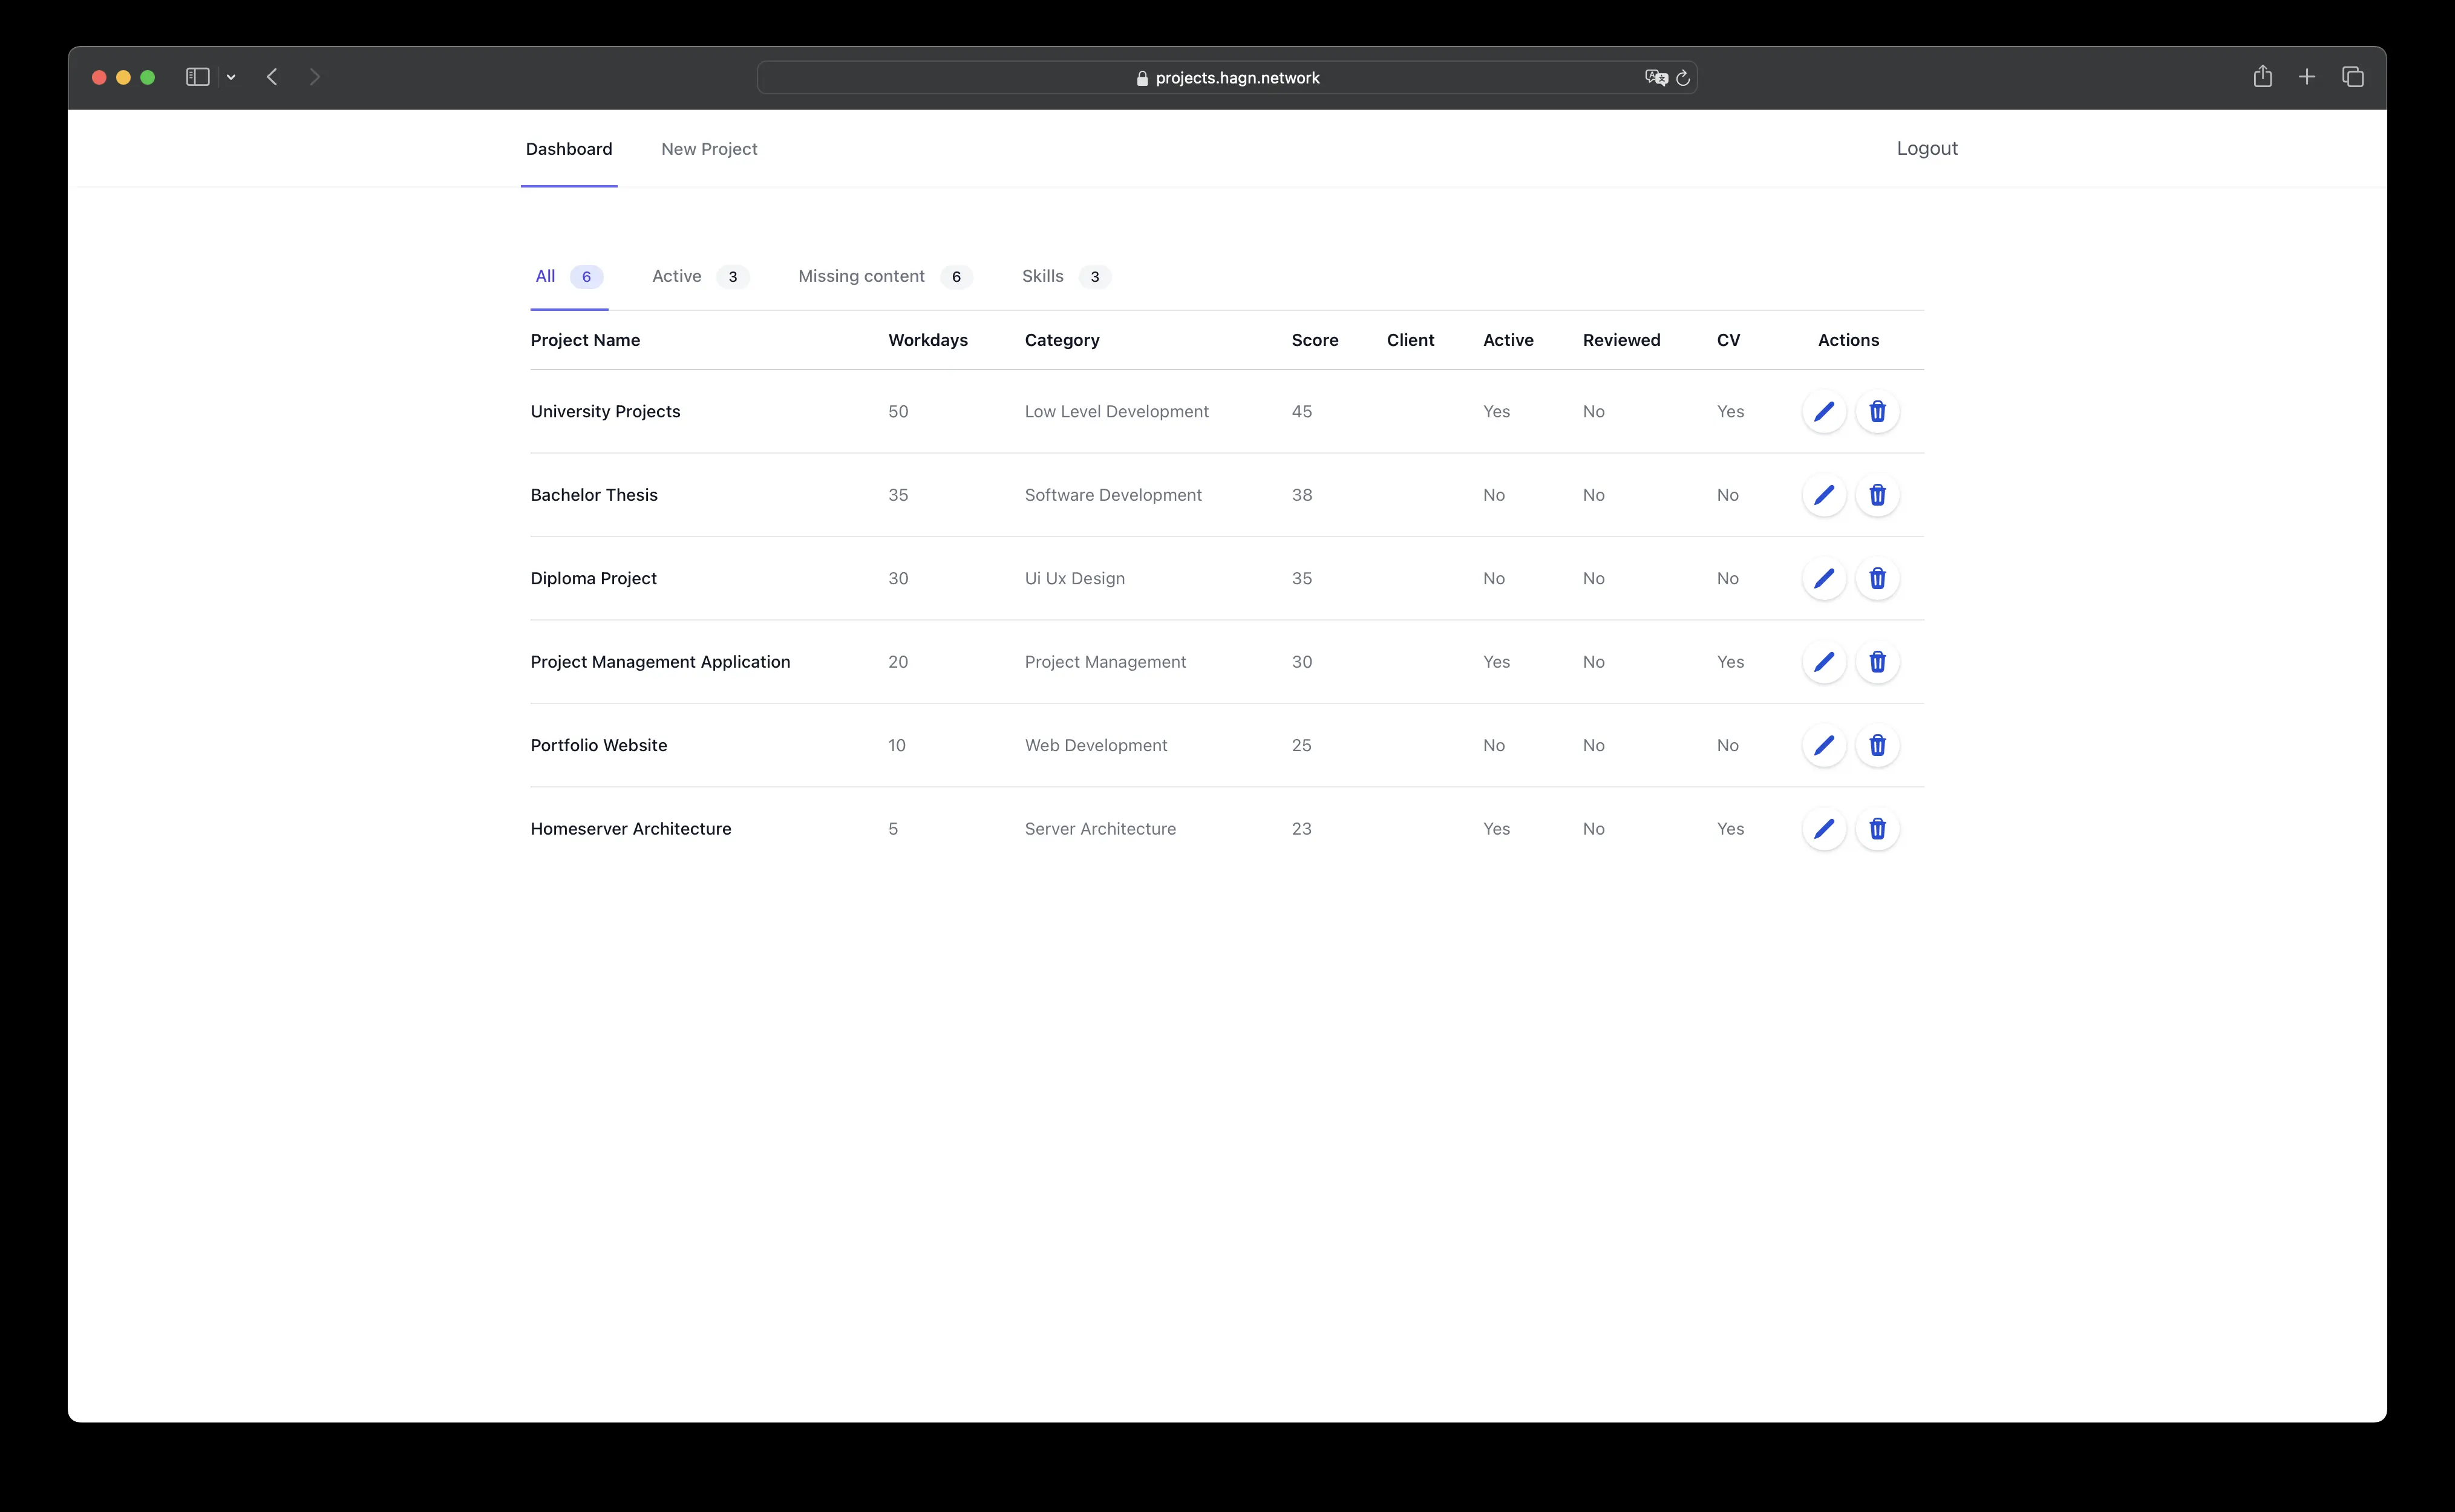 projects.hagn.network
Dashboard New Project Logout
All 6 Active 3 Missing content 6 Skills 3
Project Name Workdays Category Score Client Active Reviewed CV Actions
University Projects 50 Low Level Development 45 Yes No Yes
Bachelor Thesis 35 Software Development 38 No No No
Diploma Project 30 Ui Ux Design 35 No No No
Project Management Application 20 Project Management 30 Yes No Yes
Portfolio Website 10 Web Development 25 No No No
Homeserver Architecture 5 Server Architecture 23 Yes No Yes